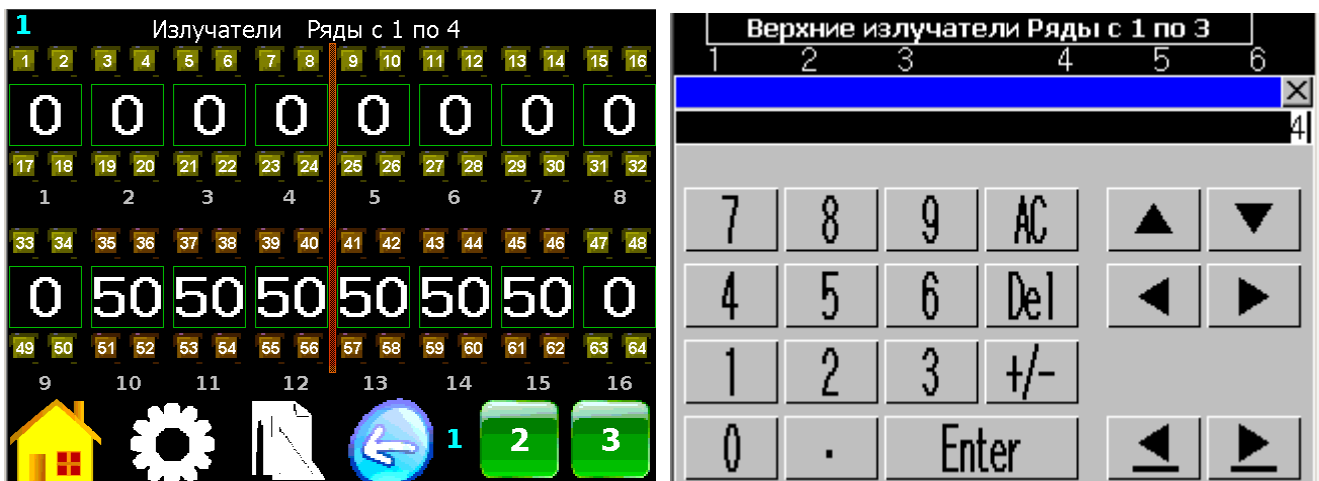 1 Излучатели Ряды с 1 по 4
1 2 3 4 5 6 7 8 9 10 11 12 13 14 15 16
0 0 0 0 0 0 0 0
17 18 19 20 21 22 23 24 25 26 27 28 29 30 31 32
1 2 3 4 5 6 7 8
33 34 35 36 37 38 39 40 41 42 43 44 45 46 47 48
0 50 50 50 50 50 50 0
49 50 51 52 53 54 55 56 57 58 59 60 61 62 63 64
9 10 11 12 13 14 15 16
1 2 3
Верхние излучатели Ряды с 1 по 3
1 2 3 4 5 6
4
7 8 9 AC
4 5 6 Del
1 2 3 +/-
0 . Enter